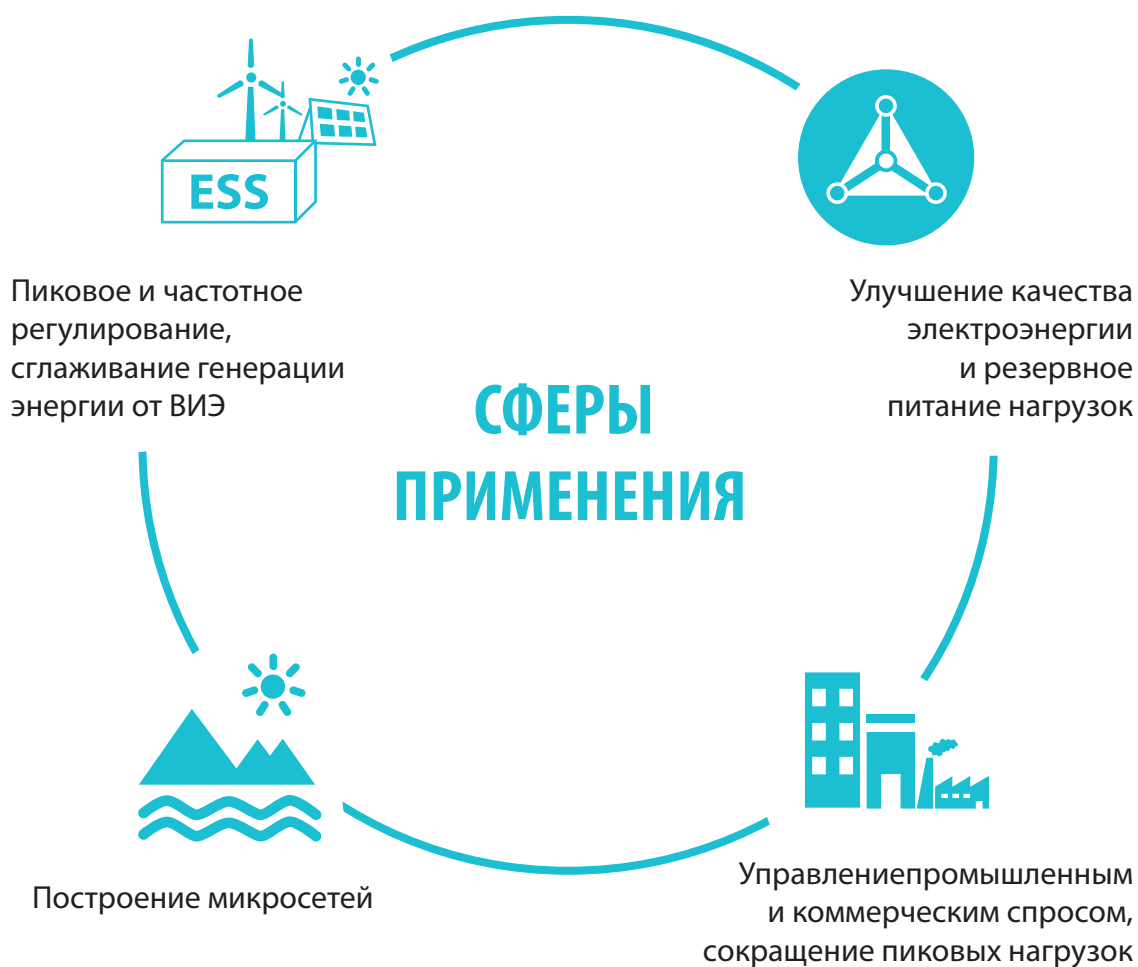 ESS
Пиковое и частотное
регулирование,
сглаживание генерации
энергии от ВИЭ
Улучшение качества
электроэнергии
и резервное
питание нагрузок
СФЕРЫ
ПРИМЕНЕНИЯ
Построение микросетей
Управлениепромышленным
и коммерческим спросом,
сокращение пиковых нагрузок